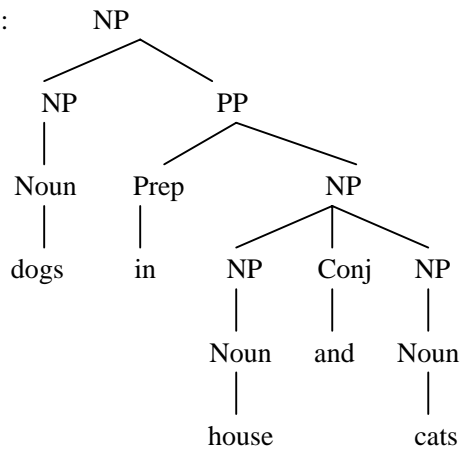 : NP
NP PP
Noun Prep NP
dogs in NP Conj NP
Noun and Noun
house cats